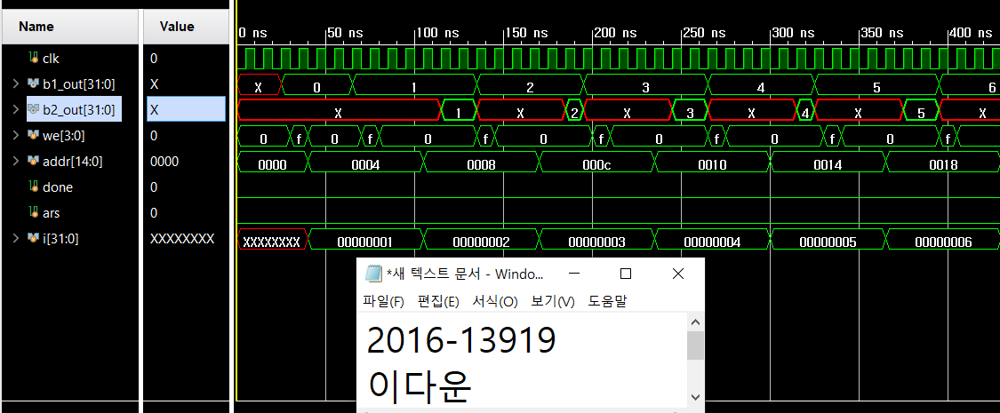 Name Value
0 ns 50 ns 100 ns 150 ns 200 ns 250 ns 300 ns 350 ns 400 ns
clk 0
b1_out[31:0] X X 0 1 2 3 4 5 6
b2_out[31:0] X X 1 X 2 X 3 X 4 X 5 X
we[3:0] 0 0 f 0 f 0 f 0 f 0 f 0 f 0 f
addr[14:0] 0000 0000 0004 0008 000c 0010 0014 0018
done 0
ars 0
i[31:0] XXXXXXXX XXXXXXXX 00000001 00000002 00000003 00000004 00000005 00000006
*새 텍스트 문서 - Windo...
파일(F) 편집(E) 서식(O) 보기(V) 도움말
2016-13919
이다운